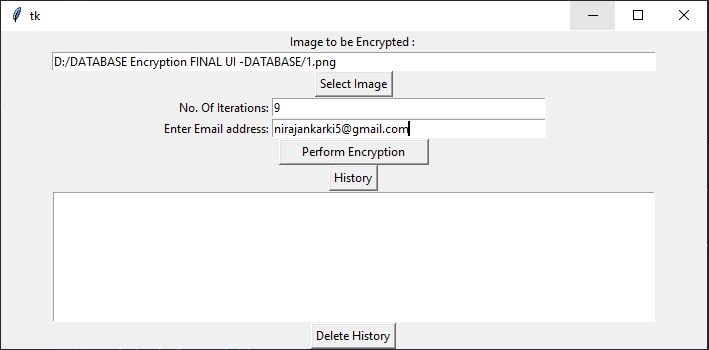 tk
Image to be Encrypted :
D:/DATABASE Encryption FINAL UI -DATABASE/1.png
Select Image
No. Of Iterations: 9
Enter Email address: nirajankarki5@gmail.com
Perform Encryption
History
Delete History